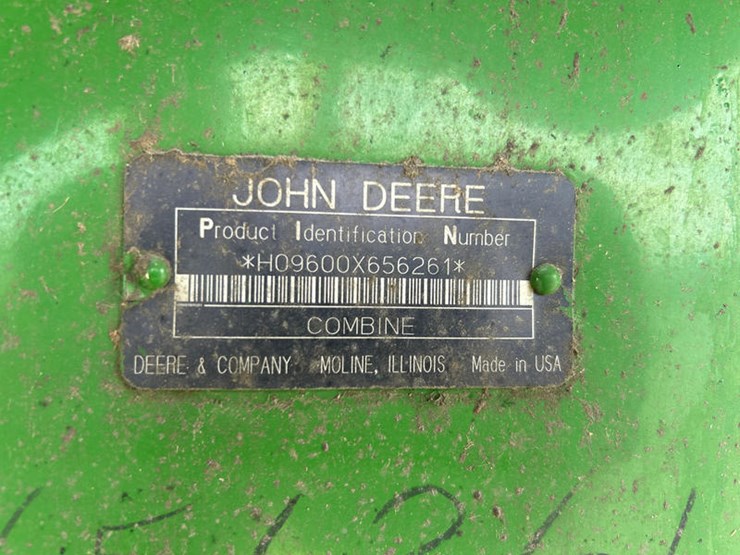 JOHN DEERE
Product Identification Number
*H09600X656261*
COMBINE
DEERE & COMPANY MOLINE, ILLINOIS Made in USA